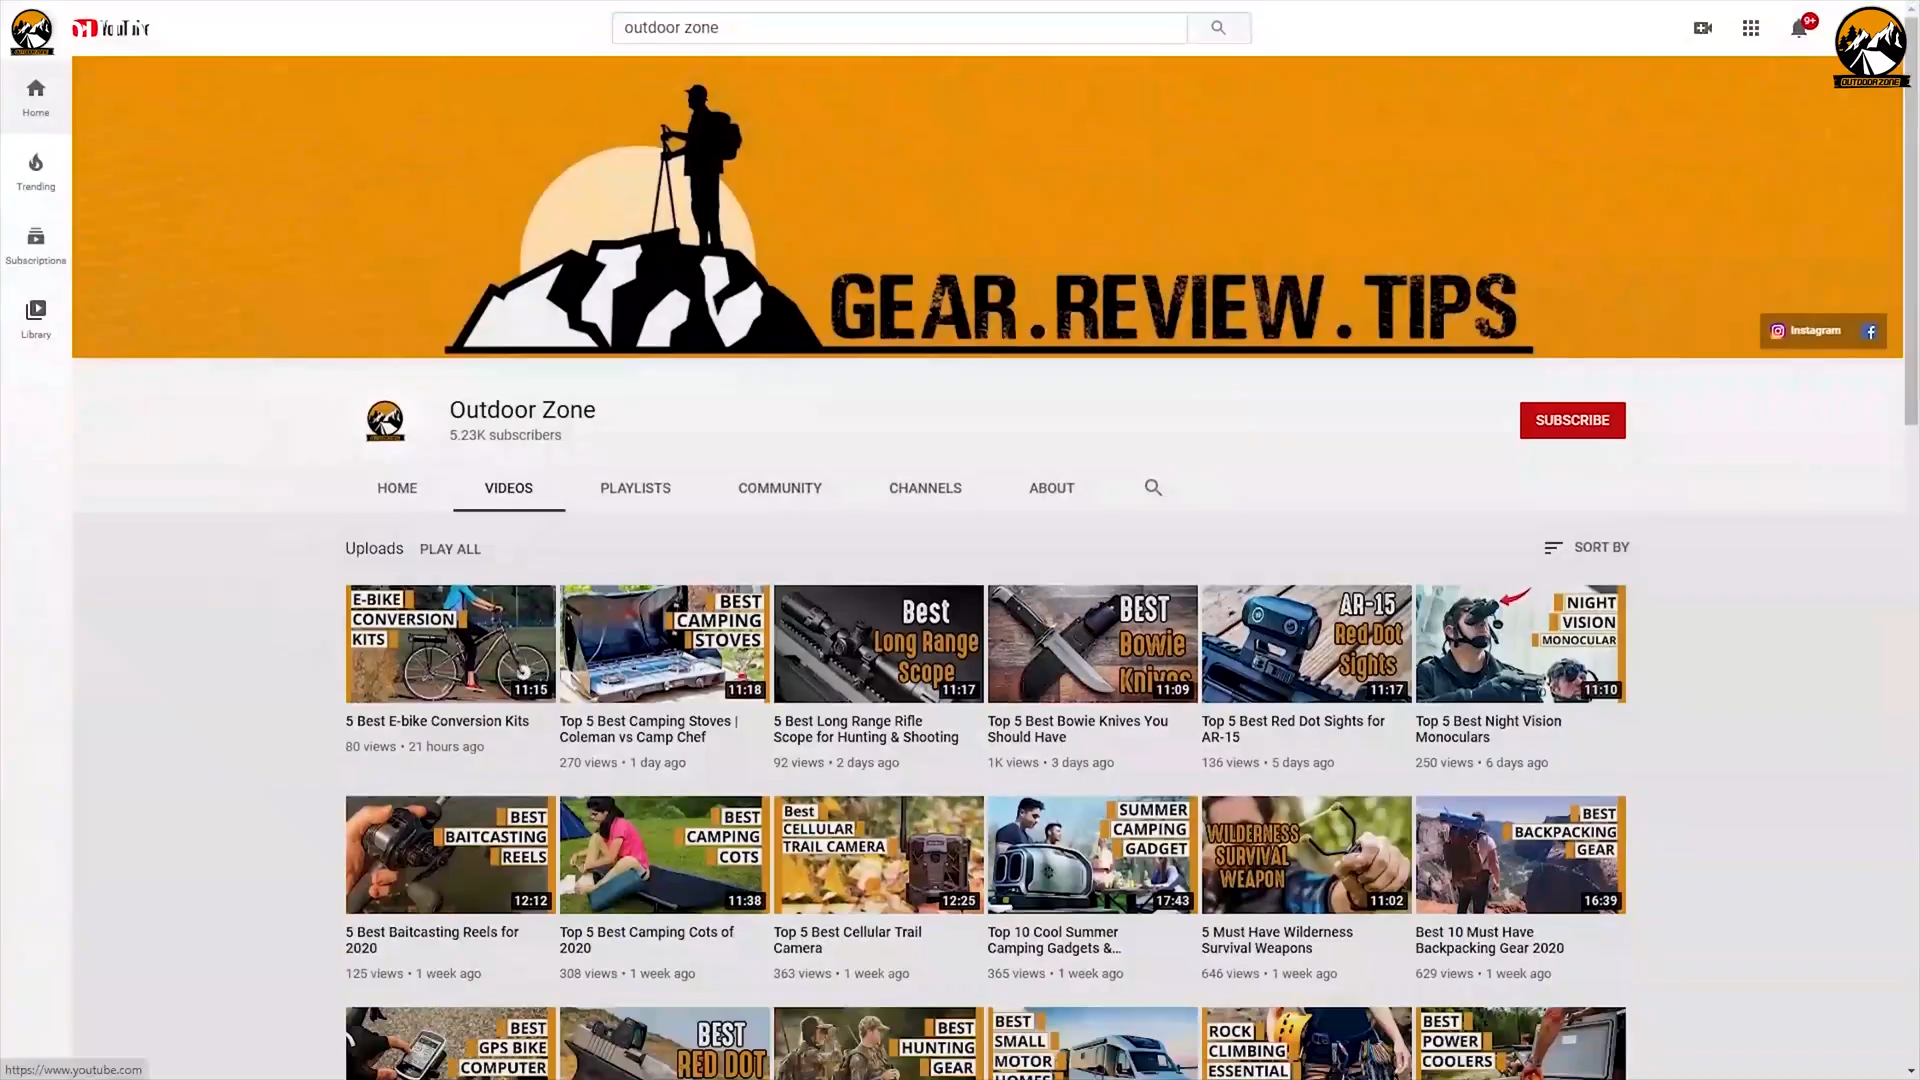 outdoor zone
9+
OUTDOOR ZONE
Home
Trending
Subscriptions
Library
GEAR.REVIEW.TIPS
Instagram
Outdoor Zone
5.23K subscribers
SUBSCRIBE
HOME
VIDEOS
PLAYLISTS
COMMUNITY
CHANNELS
ABOUT
Uploads
PLAY ALL
SORT BY
E-BIKE
CONVERSION
KITS
11:15
5 Best E-bike Conversion Kits
80 views • 21 hours ago
BEST
CAMPING
STOVES
11:18
Top 5 Best Camping Stoves |
Coleman vs Camp Chef
270 views • 1 day ago
Best
Long Range
Scope
11:17
5 Best Long Range Rifle
Scope for Hunting & Shooting
92 views • 2 days ago
BEST
Bowie
Knives
11:09
Top 5 Best Bowie Knives You
Should Have
1K views • 3 days ago
AR-15
Red Dot
Sights
11:17
Top 5 Best Red Dot Sights for
AR-15
136 views • 5 days ago
NIGHT
VISION
MONOCULAR
11:10
Top 5 Best Night Vision
Monoculars
250 views • 6 days ago
BEST
BAITCASTING
REELS
12:12
5 Best Baitcasting Reels for
2020
125 views • 1 week ago
BEST
CAMPING
COTS
11:38
Top 5 Best Camping Cots of
2020
308 views • 1 week ago
Best
CELLULAR
TRAIL CAMERA
12:25
Top 5 Best Cellular Trail
Camera
363 views • 1 week ago
SUMMER
CAMPING
GADGET
17:43
Top 10 Cool Summer
Camping Gadgets &...
365 views • 1 week ago
WILDERNESS
SURVIVAL
WEAPON
11:02
5 Must Have Wilderness
Survival Weapons
646 views • 1 week ago
BEST
BACKPACKING
GEAR
16:39
Best 10 Must Have
Backpacking Gear 2020
629 views • 1 week ago
BEST
GPS BIKE
COMPUTER
BEST
RED DOT
BEST
HUNTING
GEAR
BEST
SMALL
MOTOR
HOMES
ROCK
CLIMBING
ESSENTIAL
BEST
POWER
COOLERS
https://www.youtube.com